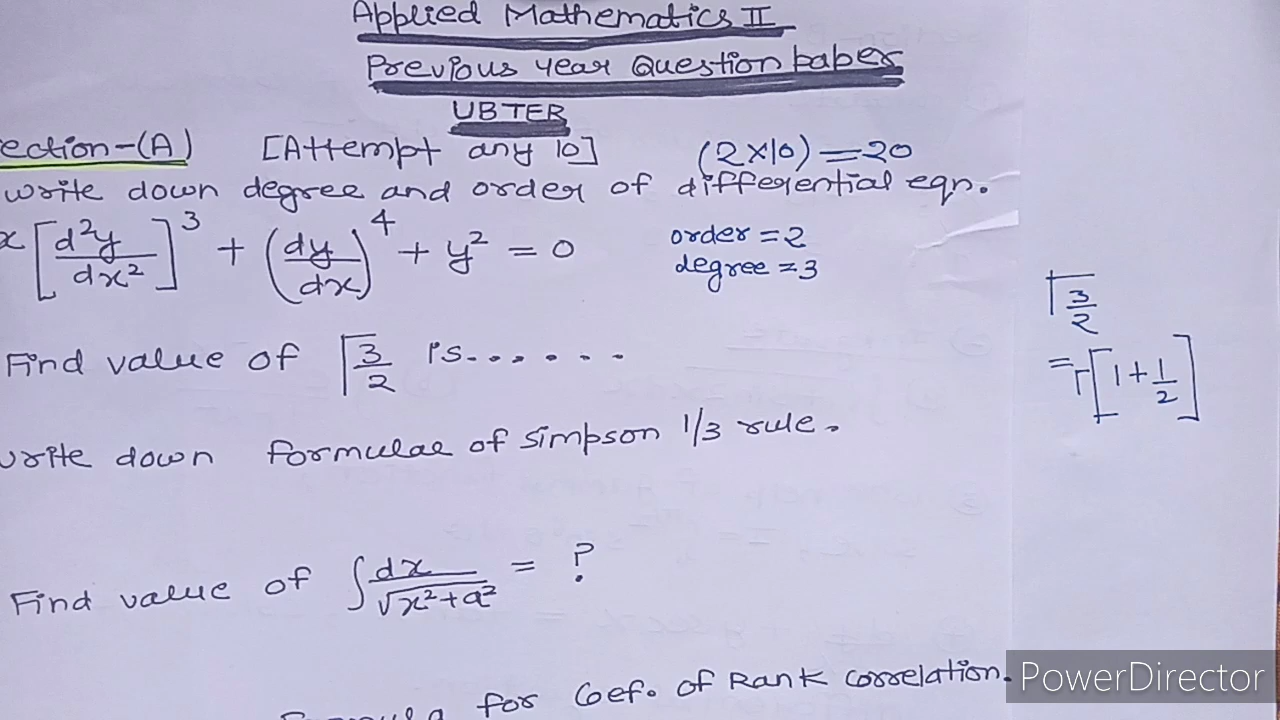 Applied Mathematics II
Previous year Question paper
UBTER
ection-(A) [Attempt any 10] (2×10)=20
write down degree and order of differential eqn.
x[d²y/dx²]³ + (dy/dx)⁴ + y² = 0
order = 2
degree = 3
Find value of Γ3/2 is......
Γ3/2
= Γ[1+1/2]
write down formulae of Simpson 1/3 rule.
Find value of ∫dx/√x²+a² = ?
for Coef. of Rank correlation.
PowerDirector